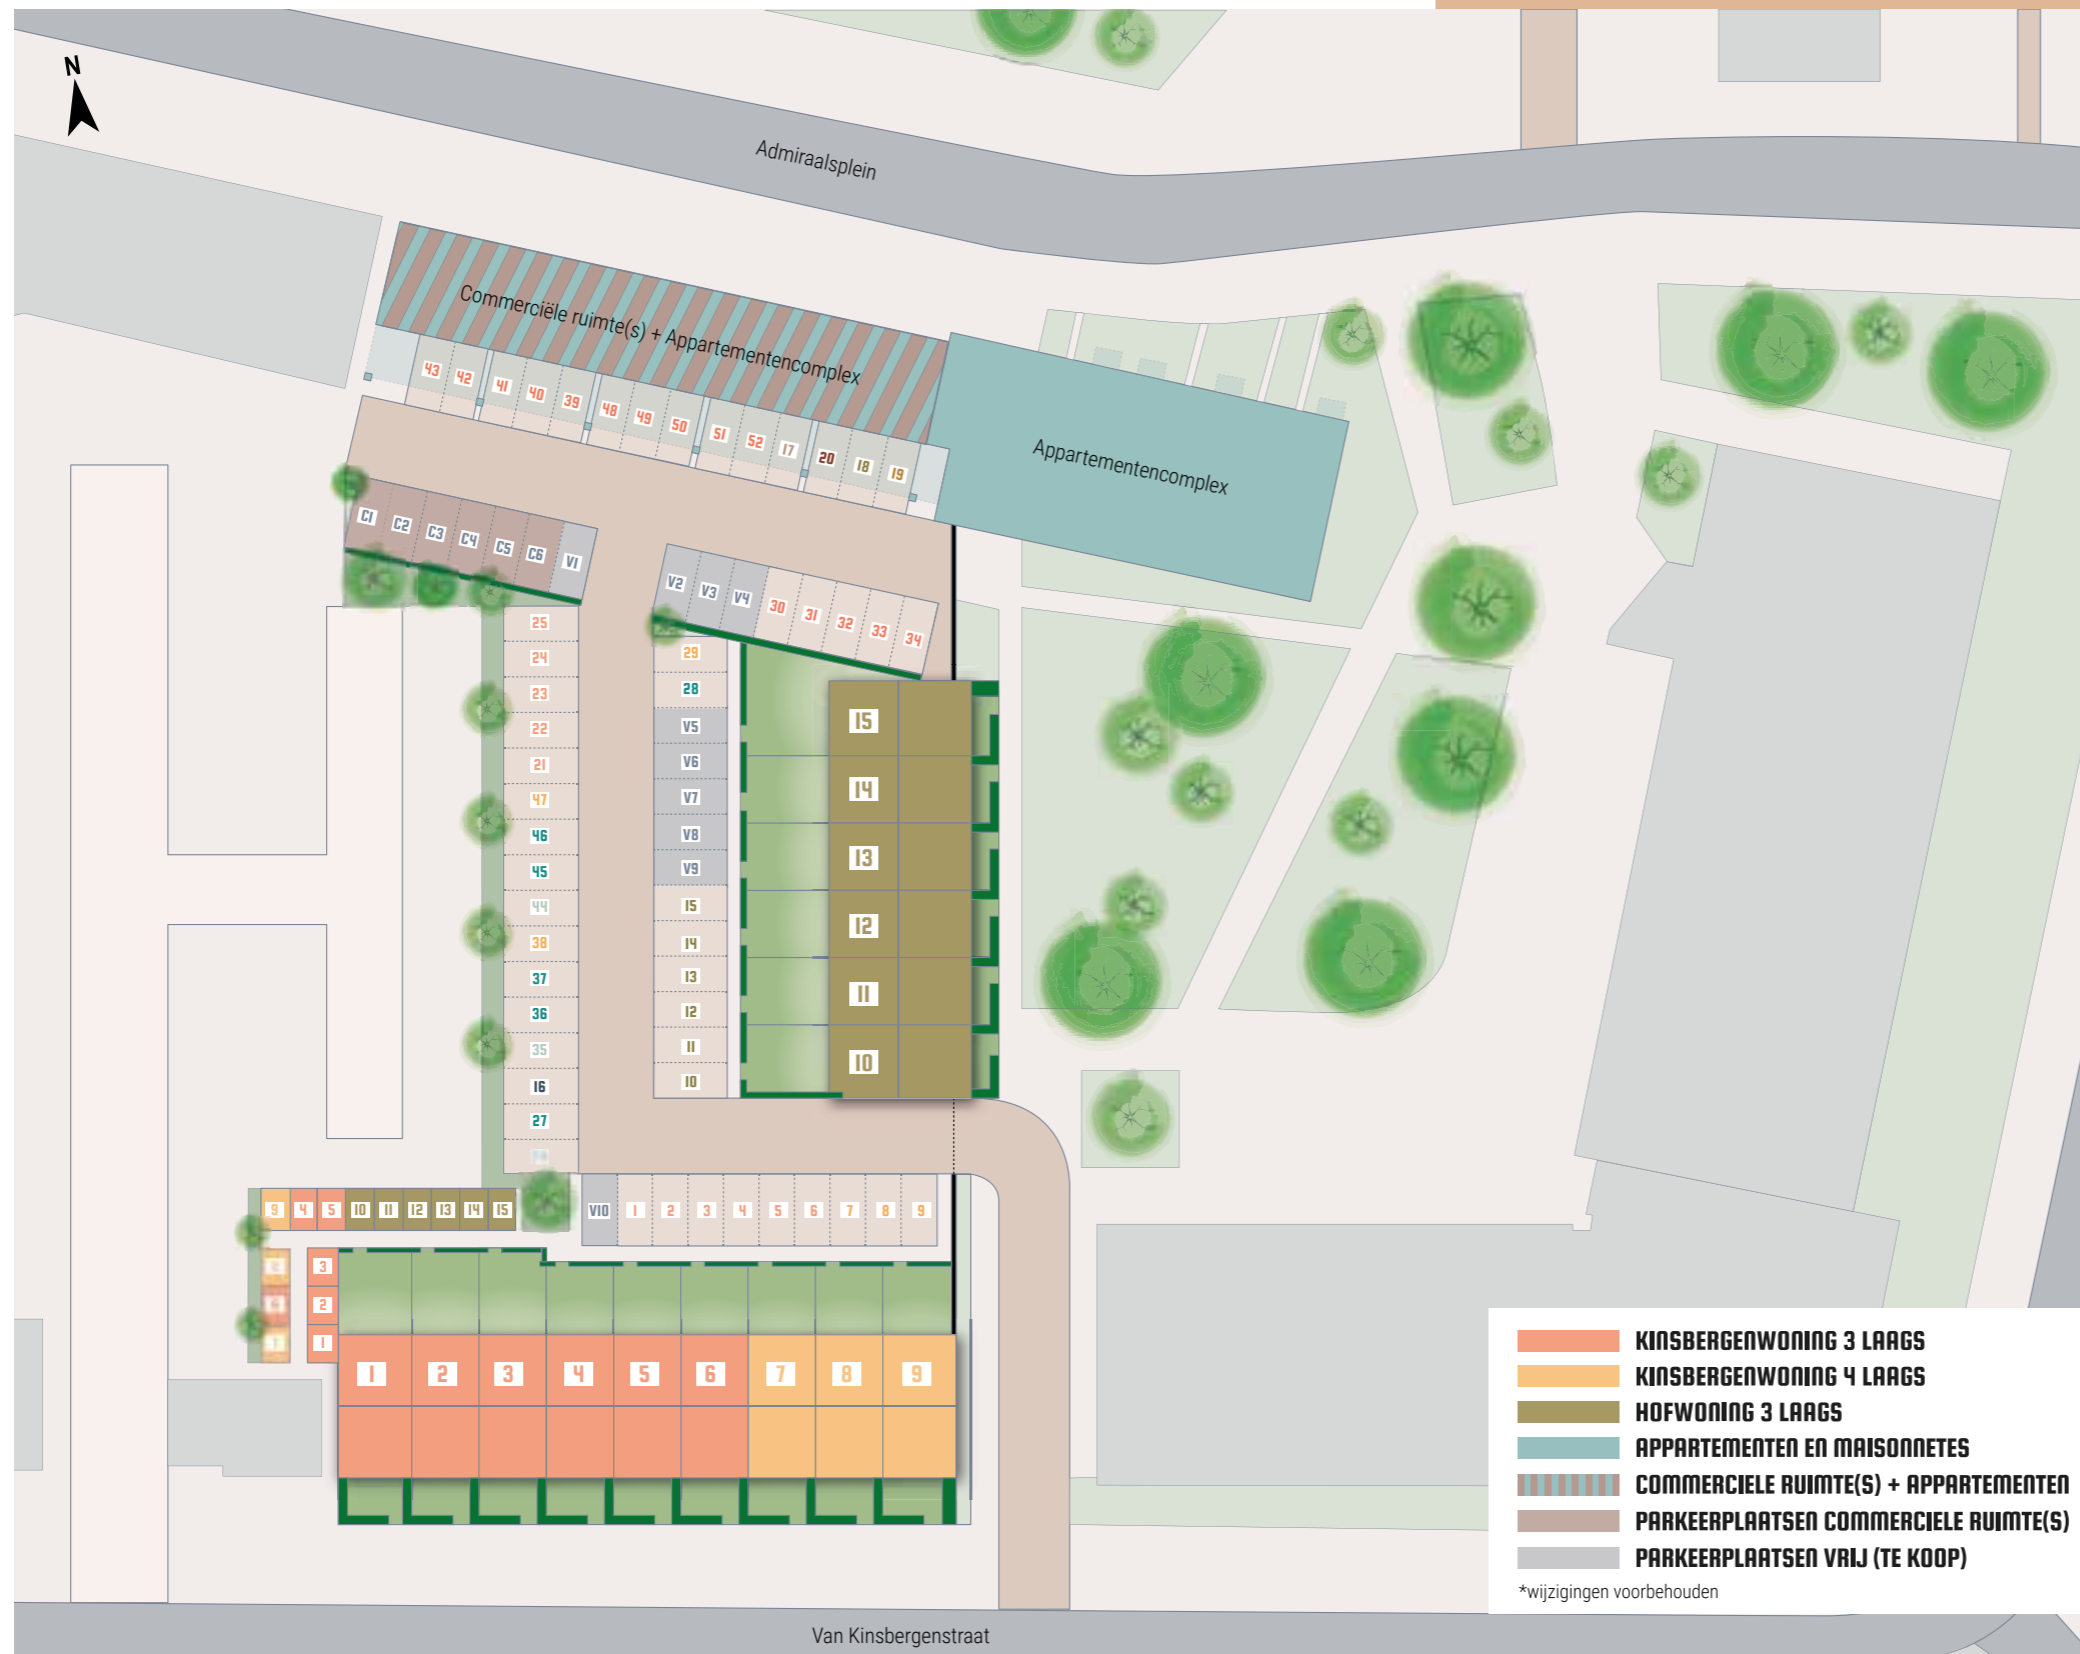 N
Admiraalsplein
Commerciële ruimte(s) + Appartementencomplex
Appartementencomplex
43 42 41 40 39 48 49 50 51 52 17 20 18 19
C1 C2 C3 C4 C5 C6 V1
V2 V3 V4 30 31 32 33 34
25
24
23
22
21
47
46
45
44
38
37
36
35
16
27
29
28
V5
V6
V7
V8
V9
15
14
13
12
11
10
15
14
13
12
11
10
9 4 5 10 11 12 13 14 15
V10 1 2 3 4 5 6 7 8 9
3
2
1
1 2 3 4 5 6 7 8 9
KINSBERGENWONING 3 LAAGS
KINSBERGENWONING 4 LAAGS
HOFWONING 3 LAAGS
APPARTEMENTEN EN MAISONNETES
COMMERCIELE RUIMTE(S) + APPARTEMENTEN
PARKEERPLAATSEN COMMERCIELE RUIMTE(S)
PARKEERPLAATSEN VRIJ (TE KOOP)
*wijzigingen voorbehouden
Van Kinsbergenstraat